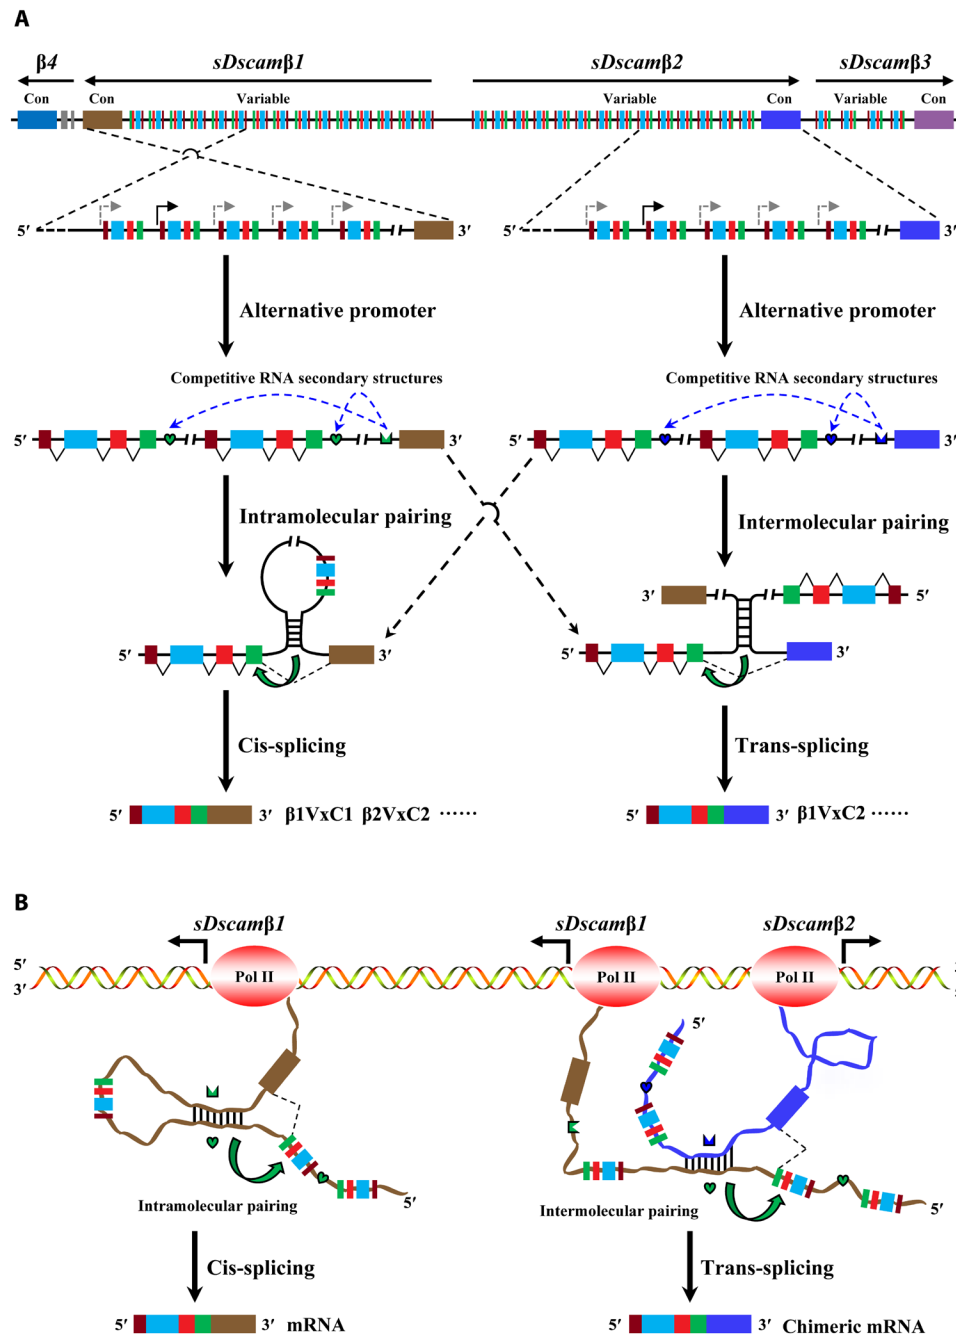 A
β4 sDscamβ1 sDscamβ2 sDscamβ3
Con Con Variable Variable Con Variable Con
5′ 3′ 5′ 3′
Alternative promoter Alternative promoter
Competitive RNA secondary structures Competitive RNA secondary structures
5′ 3′ 5′ 3′
Intramolecular pairing Intermolecular pairing
3′ 5′
5′ 3′ 5′ 3′
Cis-splicing Trans-splicing
5′ 3′ β1VxC1 β2VxC2 ⋯⋯ 5′ 3′ β1VxC2 ⋯⋯
B
sDscamβ1 sDscamβ1 sDscamβ2
5′
Pol II Pol II Pol II
3′
5′
5′
Intramolecular pairing Intermolecular pairing 5′
Cis-splicing Trans-splicing
5′ 3′ mRNA 5′ 3′ Chimeric mRNA